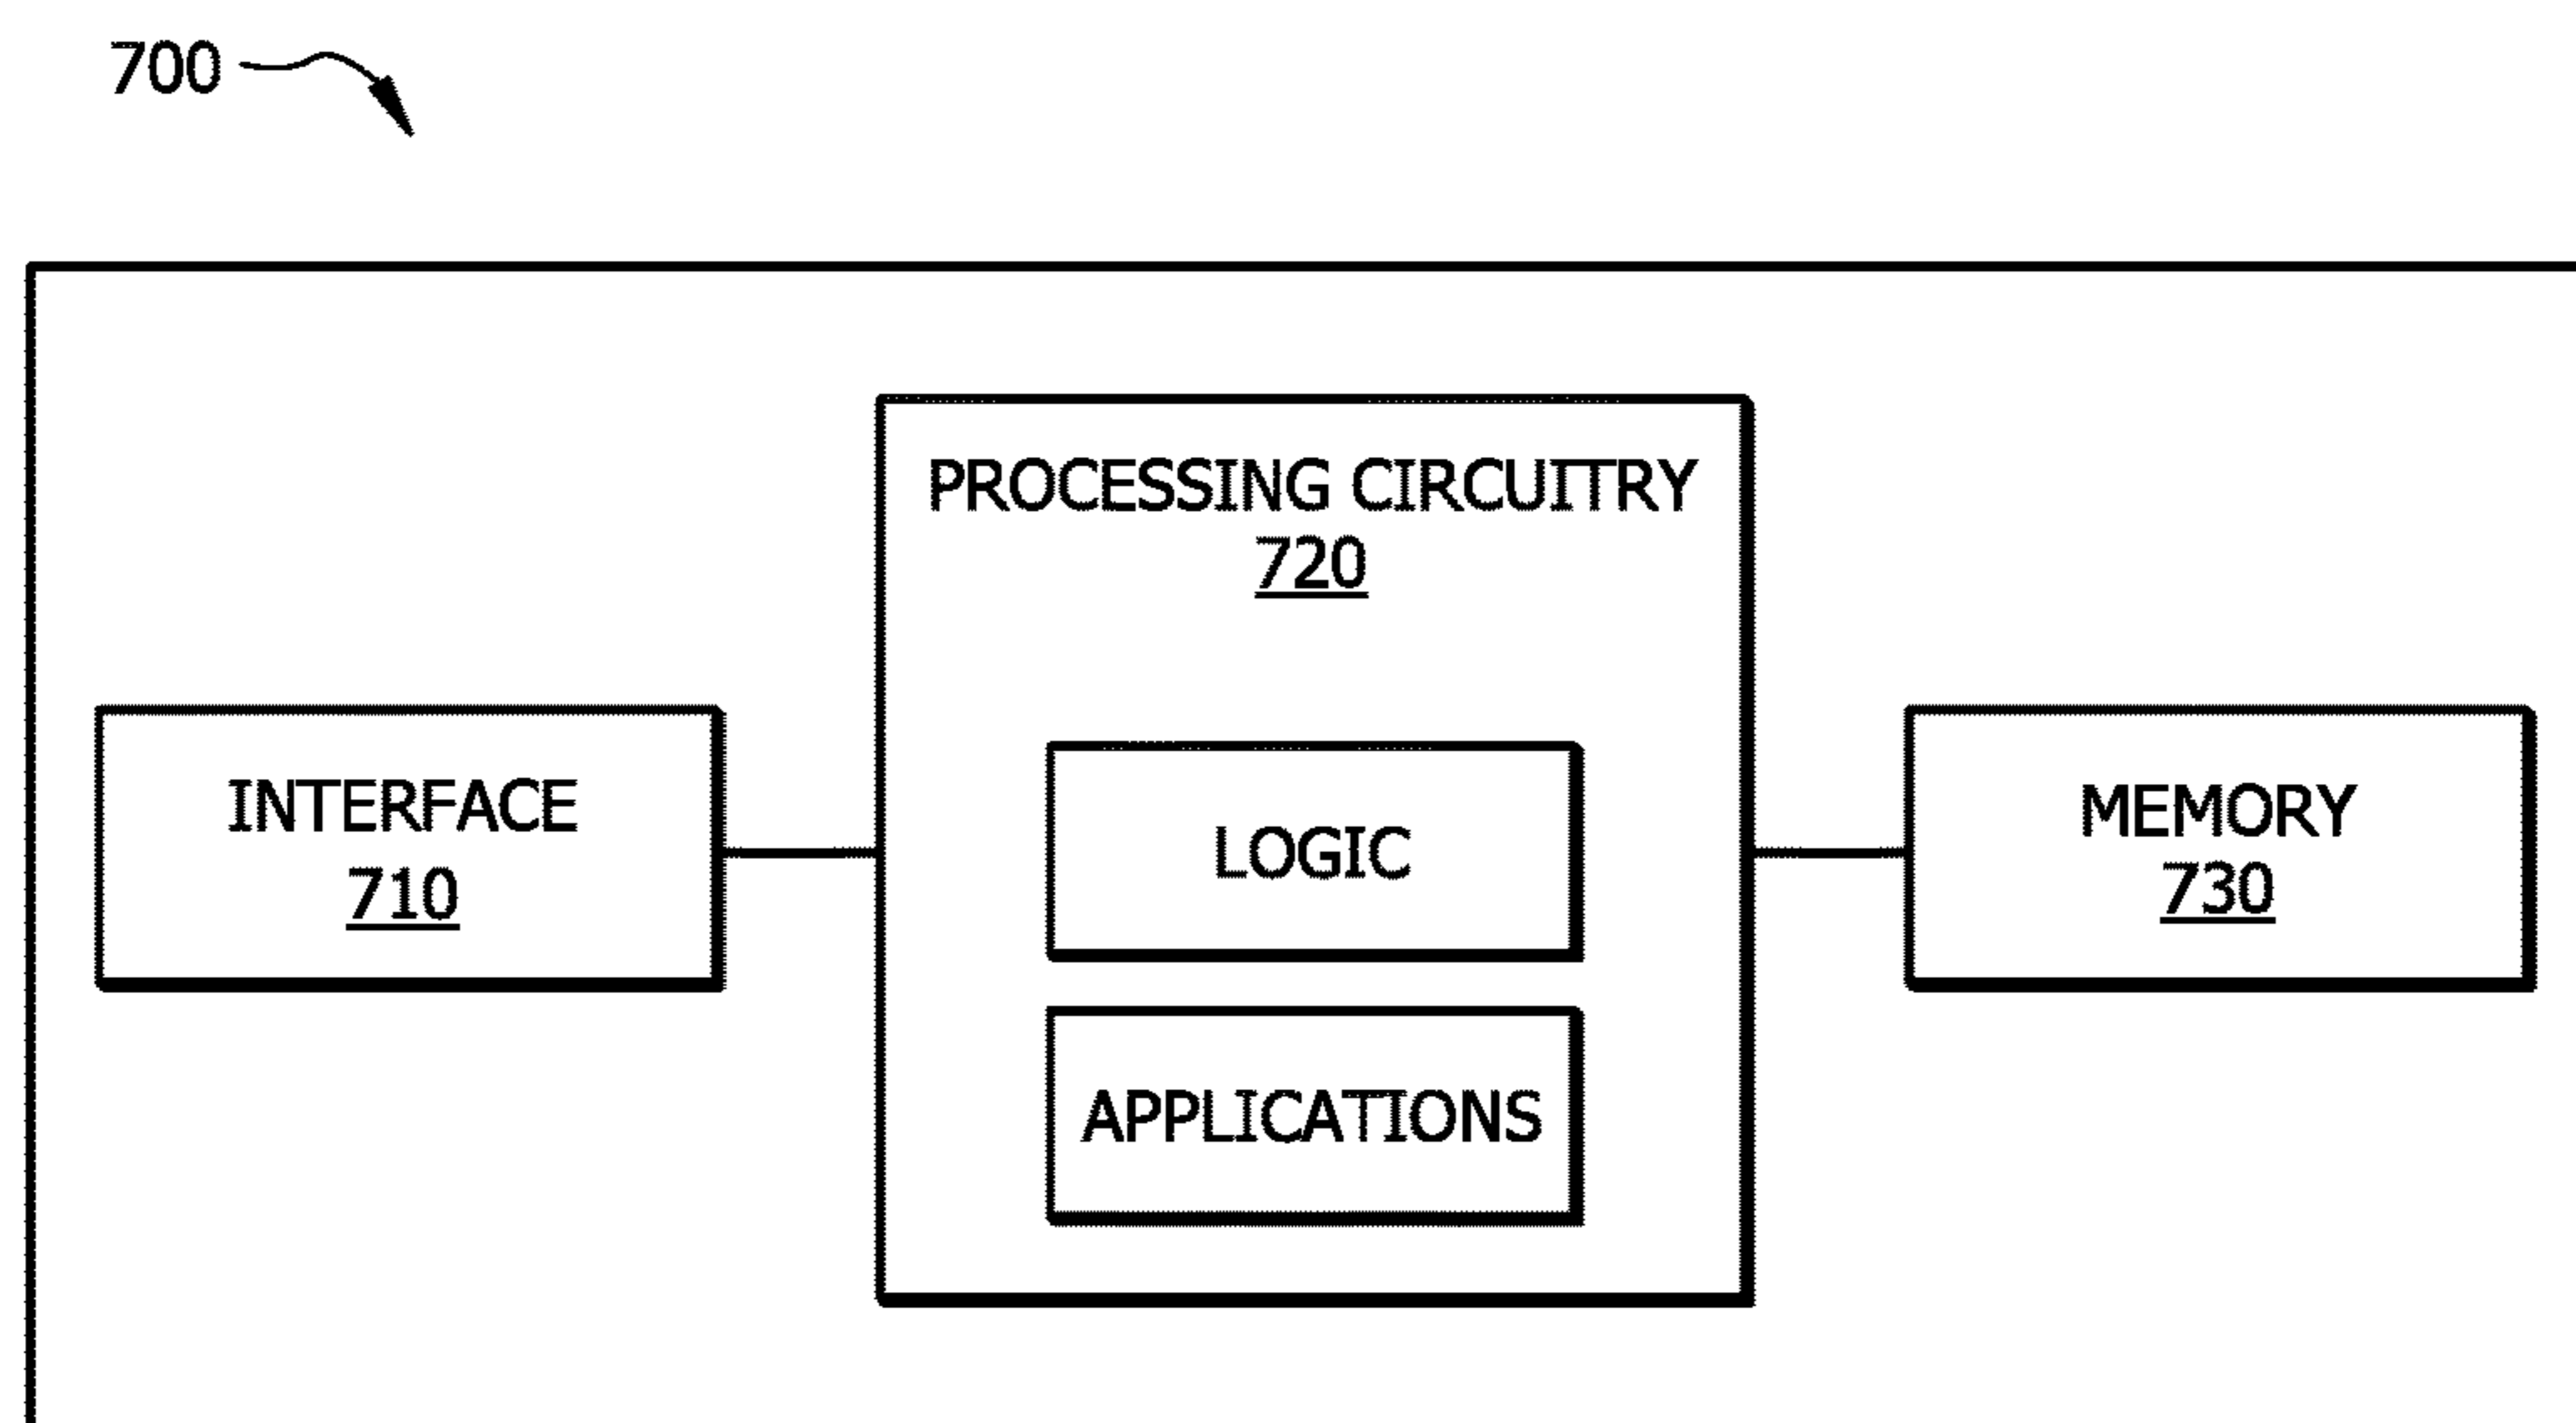 700
PROCESSING CIRCUITRY
720
INTERFACE
710
LOGIC
APPLICATIONS
MEMORY
730